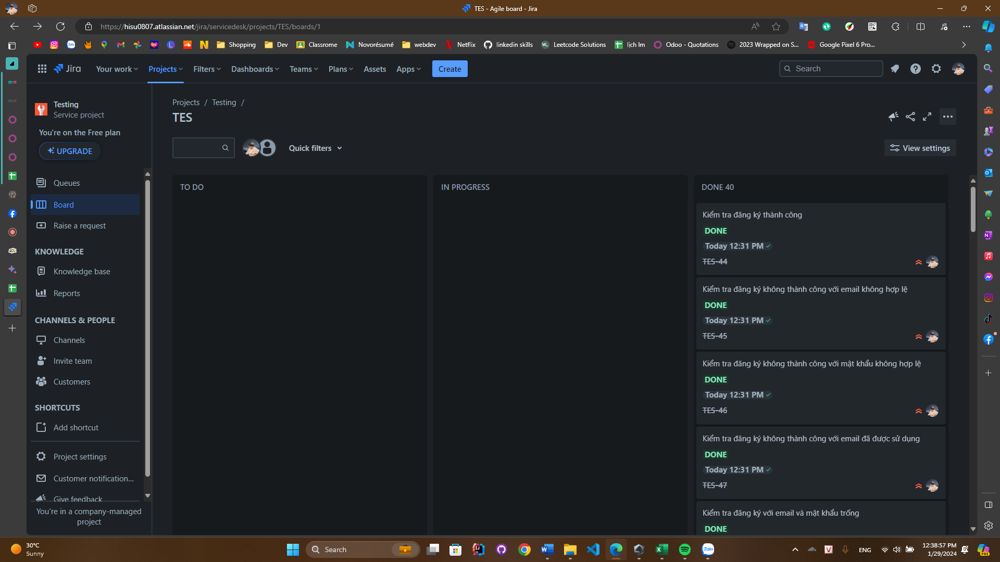 TES - Agile board - Jira
https://hisu0807.atlassian.net/jira/servicedesk/projects/TES/boards/1
Shopping
Dev
Classrome
Novorésumé
webdev
Netflix
linkedin skills
Leetcode Solutions
lịch lm
Odoo - Quotations
2023 Wrapped on S...
Google Pixel 6 Pro...
Jira
Your work
Projects
Filters
Dashboards
Teams
Plans
Assets
Apps
Create
Search
Testing
Service project
You're on the Free plan
UPGRADE
Queues
Board
Raise a request
KNOWLEDGE
Knowledge base
Reports
CHANNELS & PEOPLE
Channels
Invite team
Customers
SHORTCUTS
Add shortcut
Project settings
Customer notification...
Give feedback
You're in a company-managed
project
Projects / Testing /
TES
Quick filters
View settings
TO DO
IN PROGRESS
DONE 40
Kiểm tra đăng ký thành công
DONE
Today 12:31 PM
TES-44
Kiểm tra đăng ký không thành công với email không hợp lệ
DONE
Today 12:31 PM
TES-45
Kiểm tra đăng ký không thành công với mật khẩu không hợp lệ
DONE
Today 12:31 PM
TES-46
Kiểm tra đăng ký không thành công với email đã được sử dụng
DONE
Today 12:31 PM
TES-47
Kiểm tra đăng ký với email và mật khẩu trống
DONE
30°C
Sunny
Search
ENG
12:38:57 PM
1/29/2024